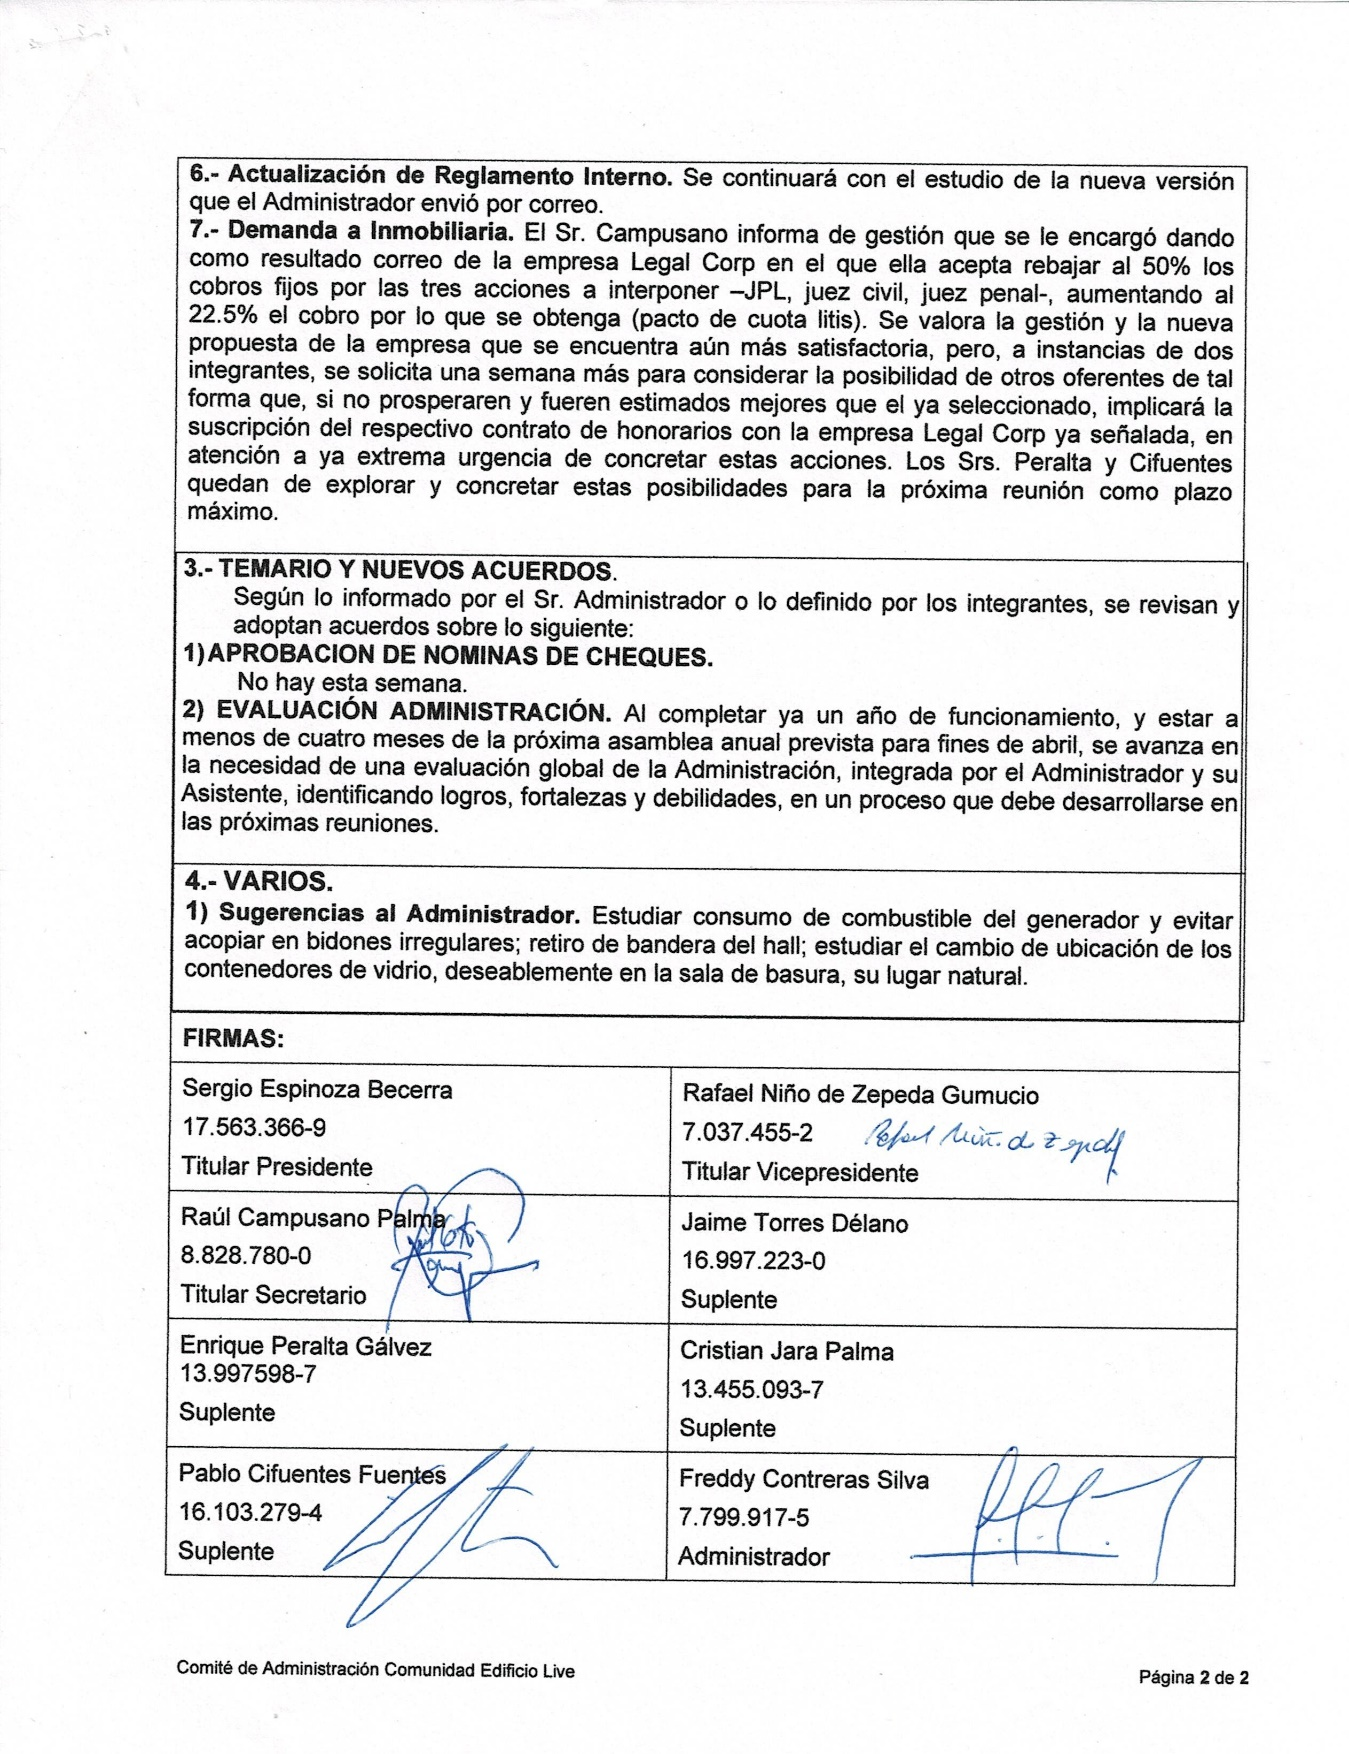 6.- Actualización de Reglamento Interno. Se continuará con el estudio de la nueva versión
que el Administrador envió por correo.
7.- Demanda a Inmobiliaria. El Sr. Campusano informa de gestión que se le encargó dando
como resultado correo de la empresa Legal Corp en el que ella acepta rebajar al 50% los
cobros fijos por las tres acciones a interponer –JPL, juez civil, juez penal-, aumentando al
22.5% el cobro por lo que se obtenga (pacto de cuota litis). Se valora la gestión y la nueva
propuesta de la empresa que se encuentra aún más satisfactoria, pero, a instancias de dos
integrantes, se solicita una semana más para considerar la posibilidad de otros oferentes de tal
forma que, si no prosperaren y fueren estimados mejores que el ya seleccionado, implicará la
suscripción del respectivo contrato de honorarios con la empresa Legal Corp ya señalada, en
atención a ya extrema urgencia de concretar estas acciones. Los Srs. Peralta y Cifuentes
quedan de explorar y concretar estas posibilidades para la próxima reunión como plazo
máximo.
3.- TEMARIO Y NUEVOS ACUERDOS.
Según lo informado por el Sr. Administrador o lo definido por los integrantes, se revisan y
adoptan acuerdos sobre lo siguiente:
1) APROBACION DE NOMINAS DE CHEQUES.
No hay esta semana.
2) EVALUACIÓN ADMINISTRACIÓN. Al completar ya un año de funcionamiento, y estar a
menos de cuatro meses de la próxima asamblea anual prevista para fines de abril, se avanza en
la necesidad de una evaluación global de la Administración, integrada por el Administrador y su
Asistente, identificando logros, fortalezas y debilidades, en un proceso que debe desarrollarse en
las próximas reuniones.
4.- VARIOS.
1) Sugerencias al Administrador. Estudiar consumo de combustible del generador y evitar
acopiar en bidones irregulares; retiro de bandera del hall; estudiar el cambio de ubicación de los
contenedores de vidrio, deseablemente en la sala de basura, su lugar natural.
FIRMAS:
Sergio Espinoza Becerra
17.563.366-9
Titular Presidente
Rafael Niño de Zepeda Gumucio
7.037.455-2 Rafael Niño de Zepeda
Titular Vicepresidente
Raúl Campusano Palma
8.828.780-0
Titular Secretario
Jaime Torres Délano
16.997.223-0
Suplente
Enrique Peralta Gálvez
13.997598-7
Suplente
Cristian Jara Palma
13.455.093-7
Suplente
Pablo Cifuentes Fuentes
16.103.279-4
Suplente
Freddy Contreras Silva
7.799.917-5
Administrador
Comité de Administración Comunidad Edificio Live
Página 2 de 2